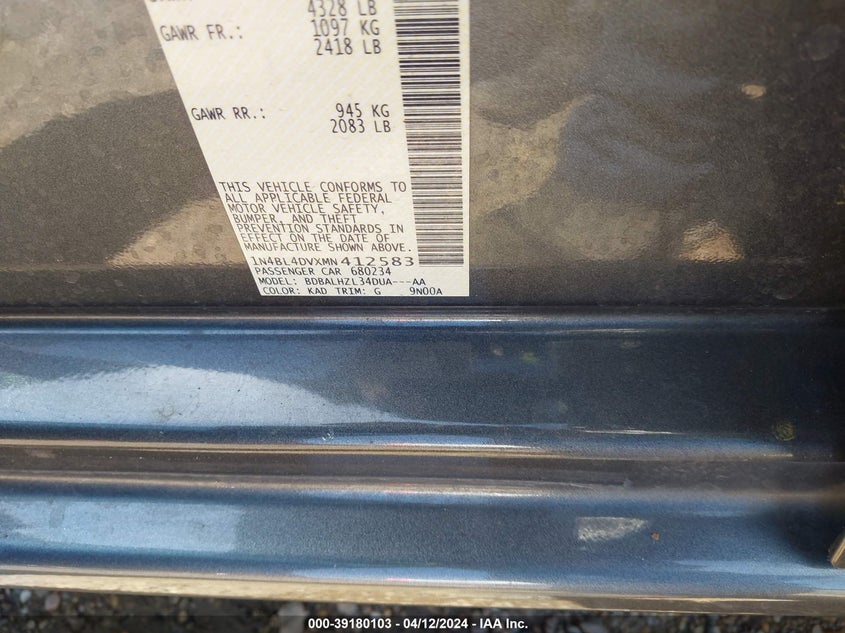 4328 LB
GAWR FR.: 1097 KG
2418 LB
GAWR RR.: 945 KG
2083 LB
THIS VEHICLE CONFORMS TO
ALL APPLICABLE FEDERAL
MOTOR VEHICLE SAFETY,
BUMPER, AND THEFT
PREVENTION STANDARDS IN
EFFECT ON THE DATE OF
MANUFACTURE SHOWN ABOVE.
1N4BL4DVXMN412583
PASSENGER CAR 680234
MODEL: BDBALHZL34DUA---AA
COLOR: KAD TRIM: G 9N00A
000-39180103 - 04/12/2024 - IAA Inc.